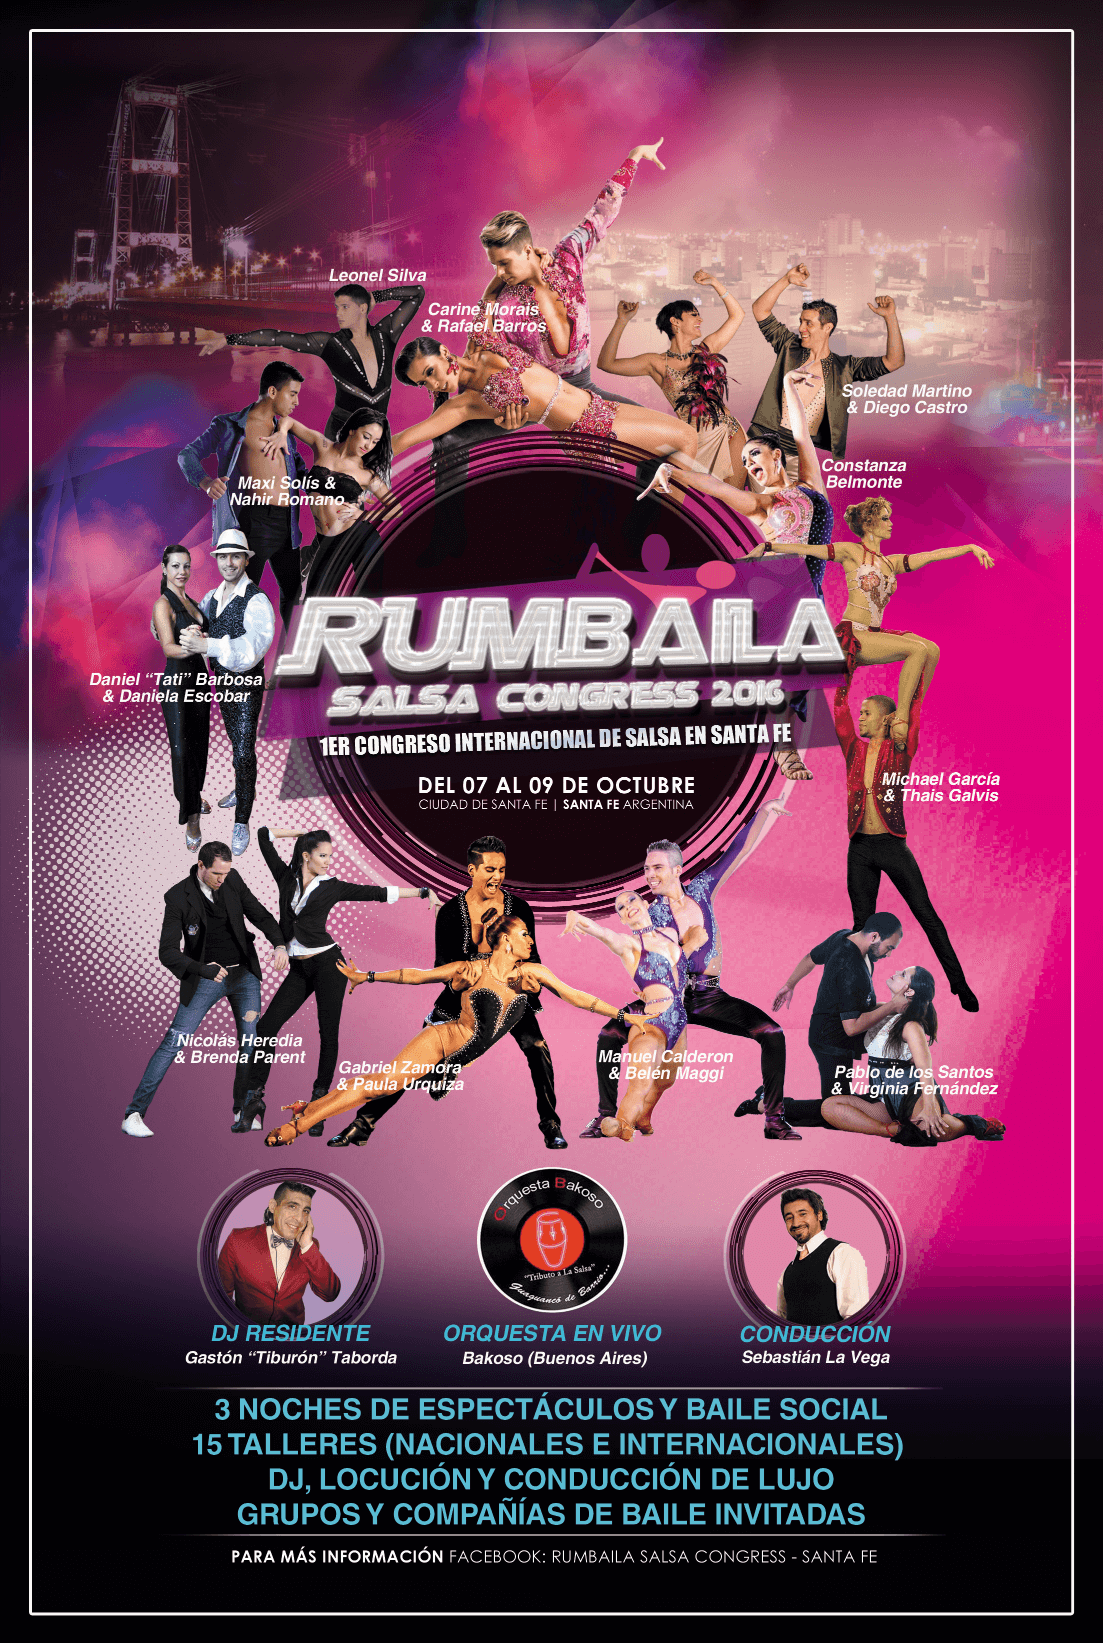 Leonel Silva
Carine Morais
& Rafael Barros
Soledad Martino
& Diego Castro
Constanza
Belmonte
Maxi Solís &
Nahir Romano
Daniel “Tati” Barbosa
& Daniela Escobar
RUMBAILA
SALSA CONGRESS 2016
1ER CONGRESO INTERNACIONAL DE SALSA EN SANTA FE
DEL 07 AL 09 DE OCTUBRE
CIUDAD DE SANTA FE | SANTA FE ARGENTINA
Michael García
& Thais Galvis
Nicolás Heredia
& Brenda Parent
Gabriel Zamora
& Paula Urquiza
Manuel Calderon
& Belén Maggi
Pablo de los Santos
& Virginia Fernández
Orquesta Bakoso
“Tributo a La Salsa”
Guaguancó de Barrio...
DJ RESIDENTE
Gastón “Tiburón” Taborda
ORQUESTA EN VIVO
Bakoso (Buenos Aires)
CONDUCCIÓN
Sebastián La Vega
3 NOCHES DE ESPECTÁCULOS Y BAILE SOCIAL
15 TALLERES (NACIONALES E INTERNACIONALES)
DJ, LOCUCIÓN Y CONDUCCIÓN DE LUJO
GRUPOS Y COMPAÑÍAS DE BAILE INVITADAS
PARA MÁS INFORMACIÓN FACEBOOK: RUMBAILA SALSA CONGRESS - SANTA FE